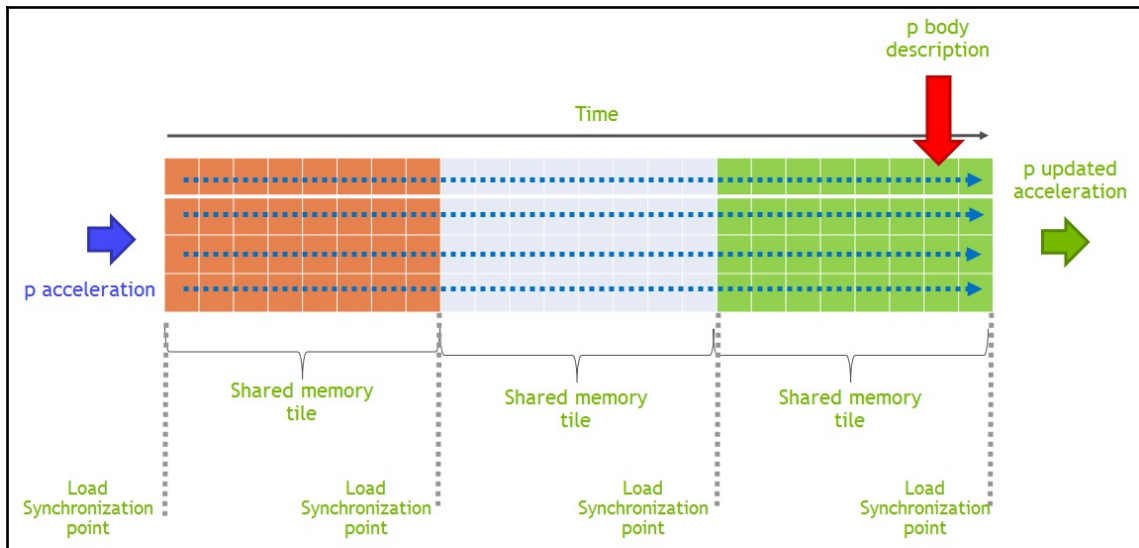 p body
description
Time
p updated
acceleration
p acceleration
Shared memory
tile
Shared memory
tile
Shared memory
tile
Load
Synchronization
point
Load
Synchronization
point
Load
Synchronization
point
Load
Synchronization
point